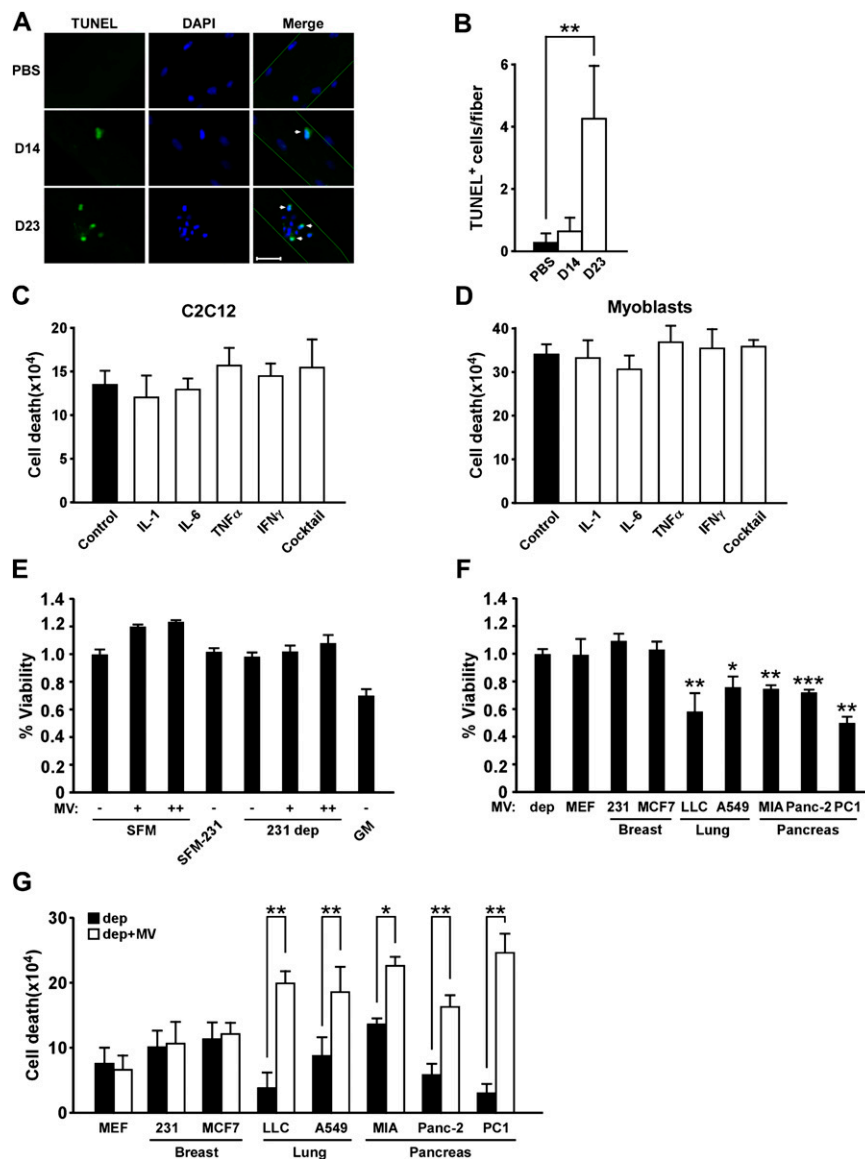 A
TUNEL DAPI Merge
PBS
D14
D23
B
**
TUNEL+ cells/fiber
6
4
2
0
PBS D14 D23
C
C2C12
Cell death(x10⁴)
20
15
10
5
0
Control IL-1 IL-6 TNFα IFNγ Cocktail
D
Myoblasts
Cell death(x10⁴)
40
30
20
10
0
Control IL-1 IL-6 TNFα IFNγ Cocktail
E
% Viability
1.4
1.2
1.0
0.8
0.6
0.4
0.2
0
MV: - + ++ - - + ++ -
SFM SFM-231 231 dep GM
F
% Viability
1.4
1.2
1.0
0.8
0.6
0.4
0.2
0
** * ** *** **
MV: dep MEF 231 MCF7 LLC A549 MIA Panc-2 PC1
Breast Lung Pancreas
G
dep
dep+MV
Cell death(x10⁴)
30
20
10
0
** ** * ** **
MEF 231 MCF7 LLC A549 MIA Panc-2 PC1
Breast Lung Pancreas